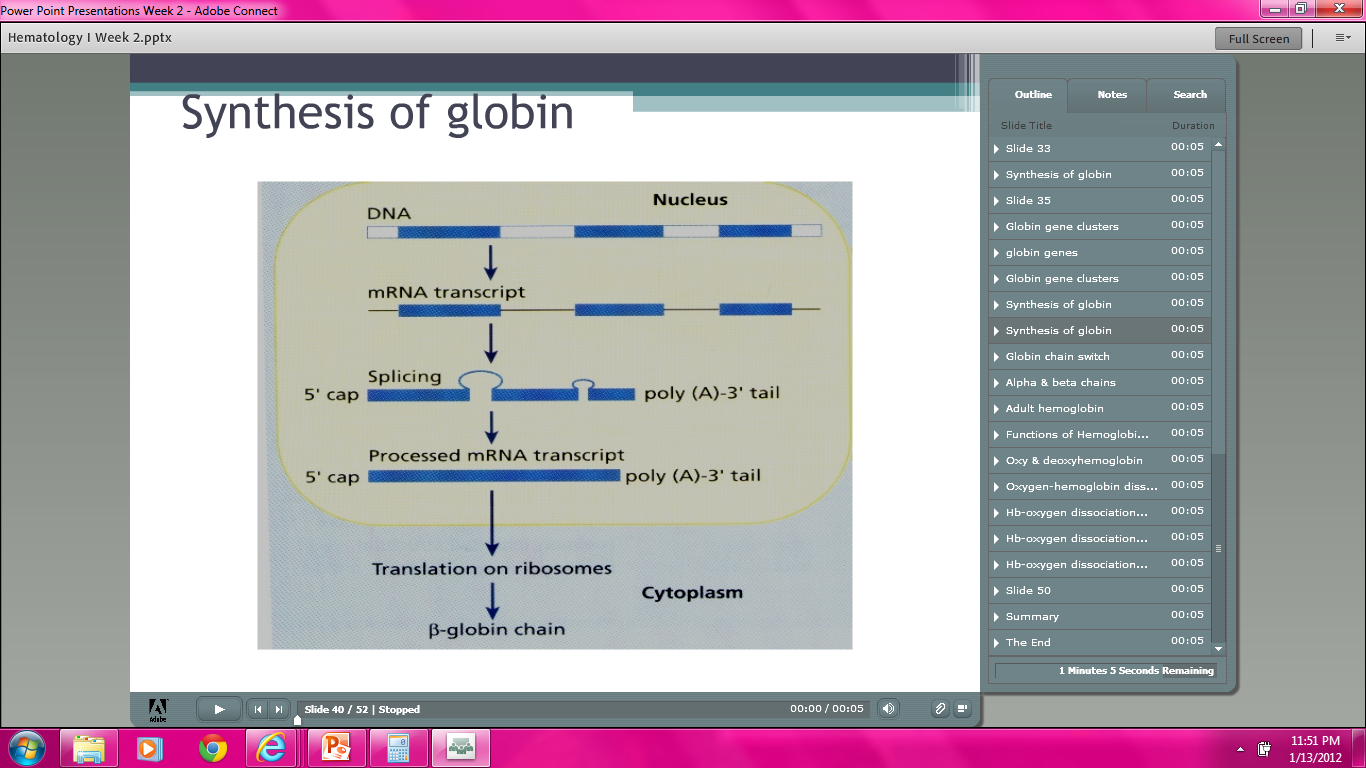 Power Point Presentations Week 2 - Adobe Connect
Hematology I Week 2.pptx
Full Screen
Synthesis of globin
Nucleus
DNA
mRNA transcript
Splicing
5' cap
poly (A)-3' tail
Processed mRNA transcript
5' cap
poly (A)-3' tail
Translation on ribosomes
Cytoplasm
β-globin chain
Outline Notes Search
Slide Title Duration
Slide 33 00:05
Synthesis of globin 00:05
Slide 35 00:05
Globin gene clusters 00:05
globin genes 00:05
Globin gene clusters 00:05
Synthesis of globin 00:05
Synthesis of globin 00:05
Globin chain switch 00:05
Alpha & beta chains 00:05
Adult hemoglobin 00:05
Functions of Hemoglobi... 00:05
Oxy & deoxyhemoglobin 00:05
Oxygen-hemoglobin diss... 00:05
Hb-oxygen dissociation... 00:05
Hb-oxygen dissociation... 00:05
Hb-oxygen dissociation... 00:05
Slide 50 00:05
Summary 00:05
The End 00:05
1 Minutes 5 Seconds Remaining
Adobe
Slide 40 / 52 | Stopped
00:00 / 00:05
11:51 PM
1/13/2012